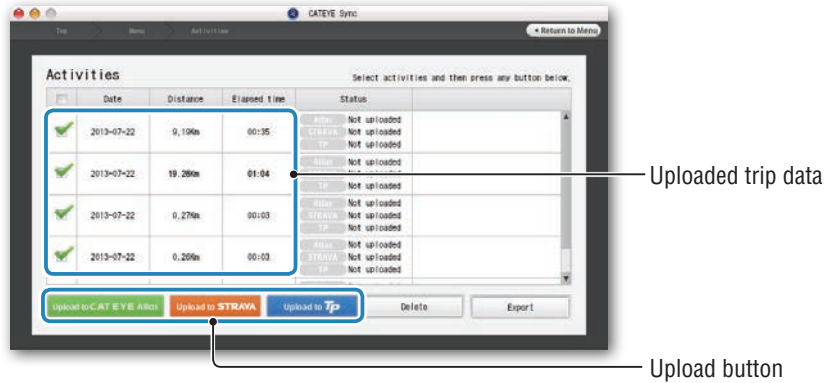 CATEYE Sync
Top Menu Activities
Return to Menu
Activities
Select activities and then press any button below.
Date Distance Elapsed time Status
2013-07-22 9.19Km 00:35
Atlas Not uploaded
STRAVA Not uploaded
TP Not uploaded
2013-07-22 19.26Km 01:04
Atlas Not uploaded
Not uploaded
TP Not uploaded
Uploaded trip data
2013-07-22 0.27Km 00:03
Atlas Not uploaded
STRAVA Not uploaded
TP Not uploaded
2013-07-22 0.26Km 00:03
Atlas Not uploaded
STRAVA Not uploaded
TP Not uploaded
Upload to CATEYE Atlas Upload to STRAVA Upload to Tp Delete Export
Upload button